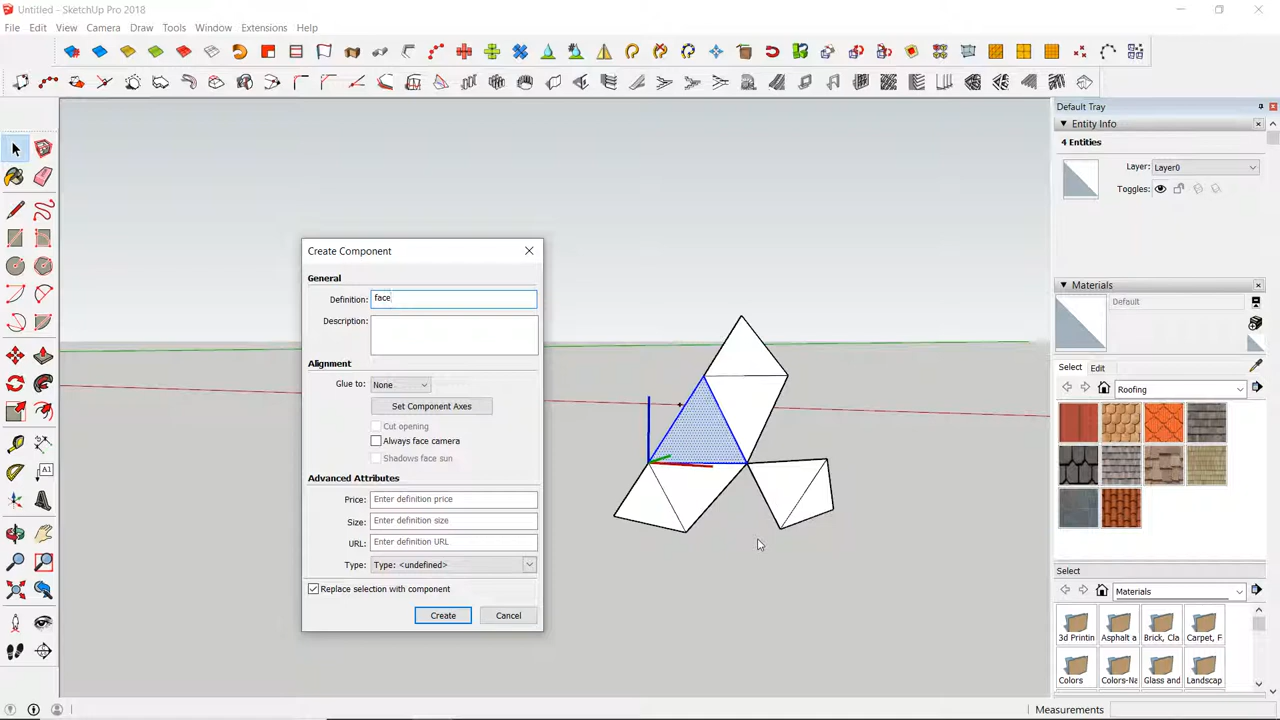 Untitled - SketchUp Pro 2018
File Edit View Camera Draw Tools Window Extensions Help
Default Tray
Entity Info
4 Entities
Layer: Layer0
Toggles:
Create Component
General
Definition: face
Description:
Alignment
Glue to: None
Set Component Axes
Cut opening
Always face camera
Shadows face sun
Advanced Attributes
Price: Enter definition price
Size: Enter definition size
URL: Enter definition URL
Type: Type: <undefined>
Replace selection with component
Create Cancel
Materials
Default
Select Edit
Roofing
Select
Materials
3d Printin Asphalt a Brick, Cla Carpet, F
Colors Colors-Na Glass and Landscap
A1
Measurements